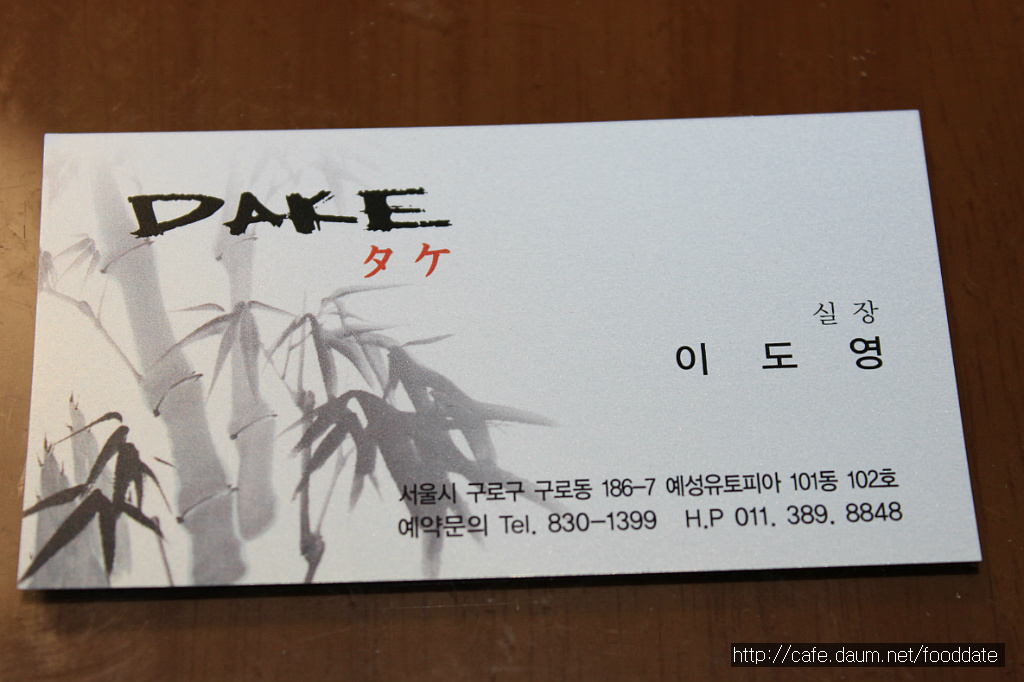 DAKE
タケ
실장
이도영
서울시 구로구 구로동 186-7 예성유토피아 101동 102호
예약문의 Tel. 830-1399 H.P 011. 389. 8848
http://cafe.daum.net/fooddate